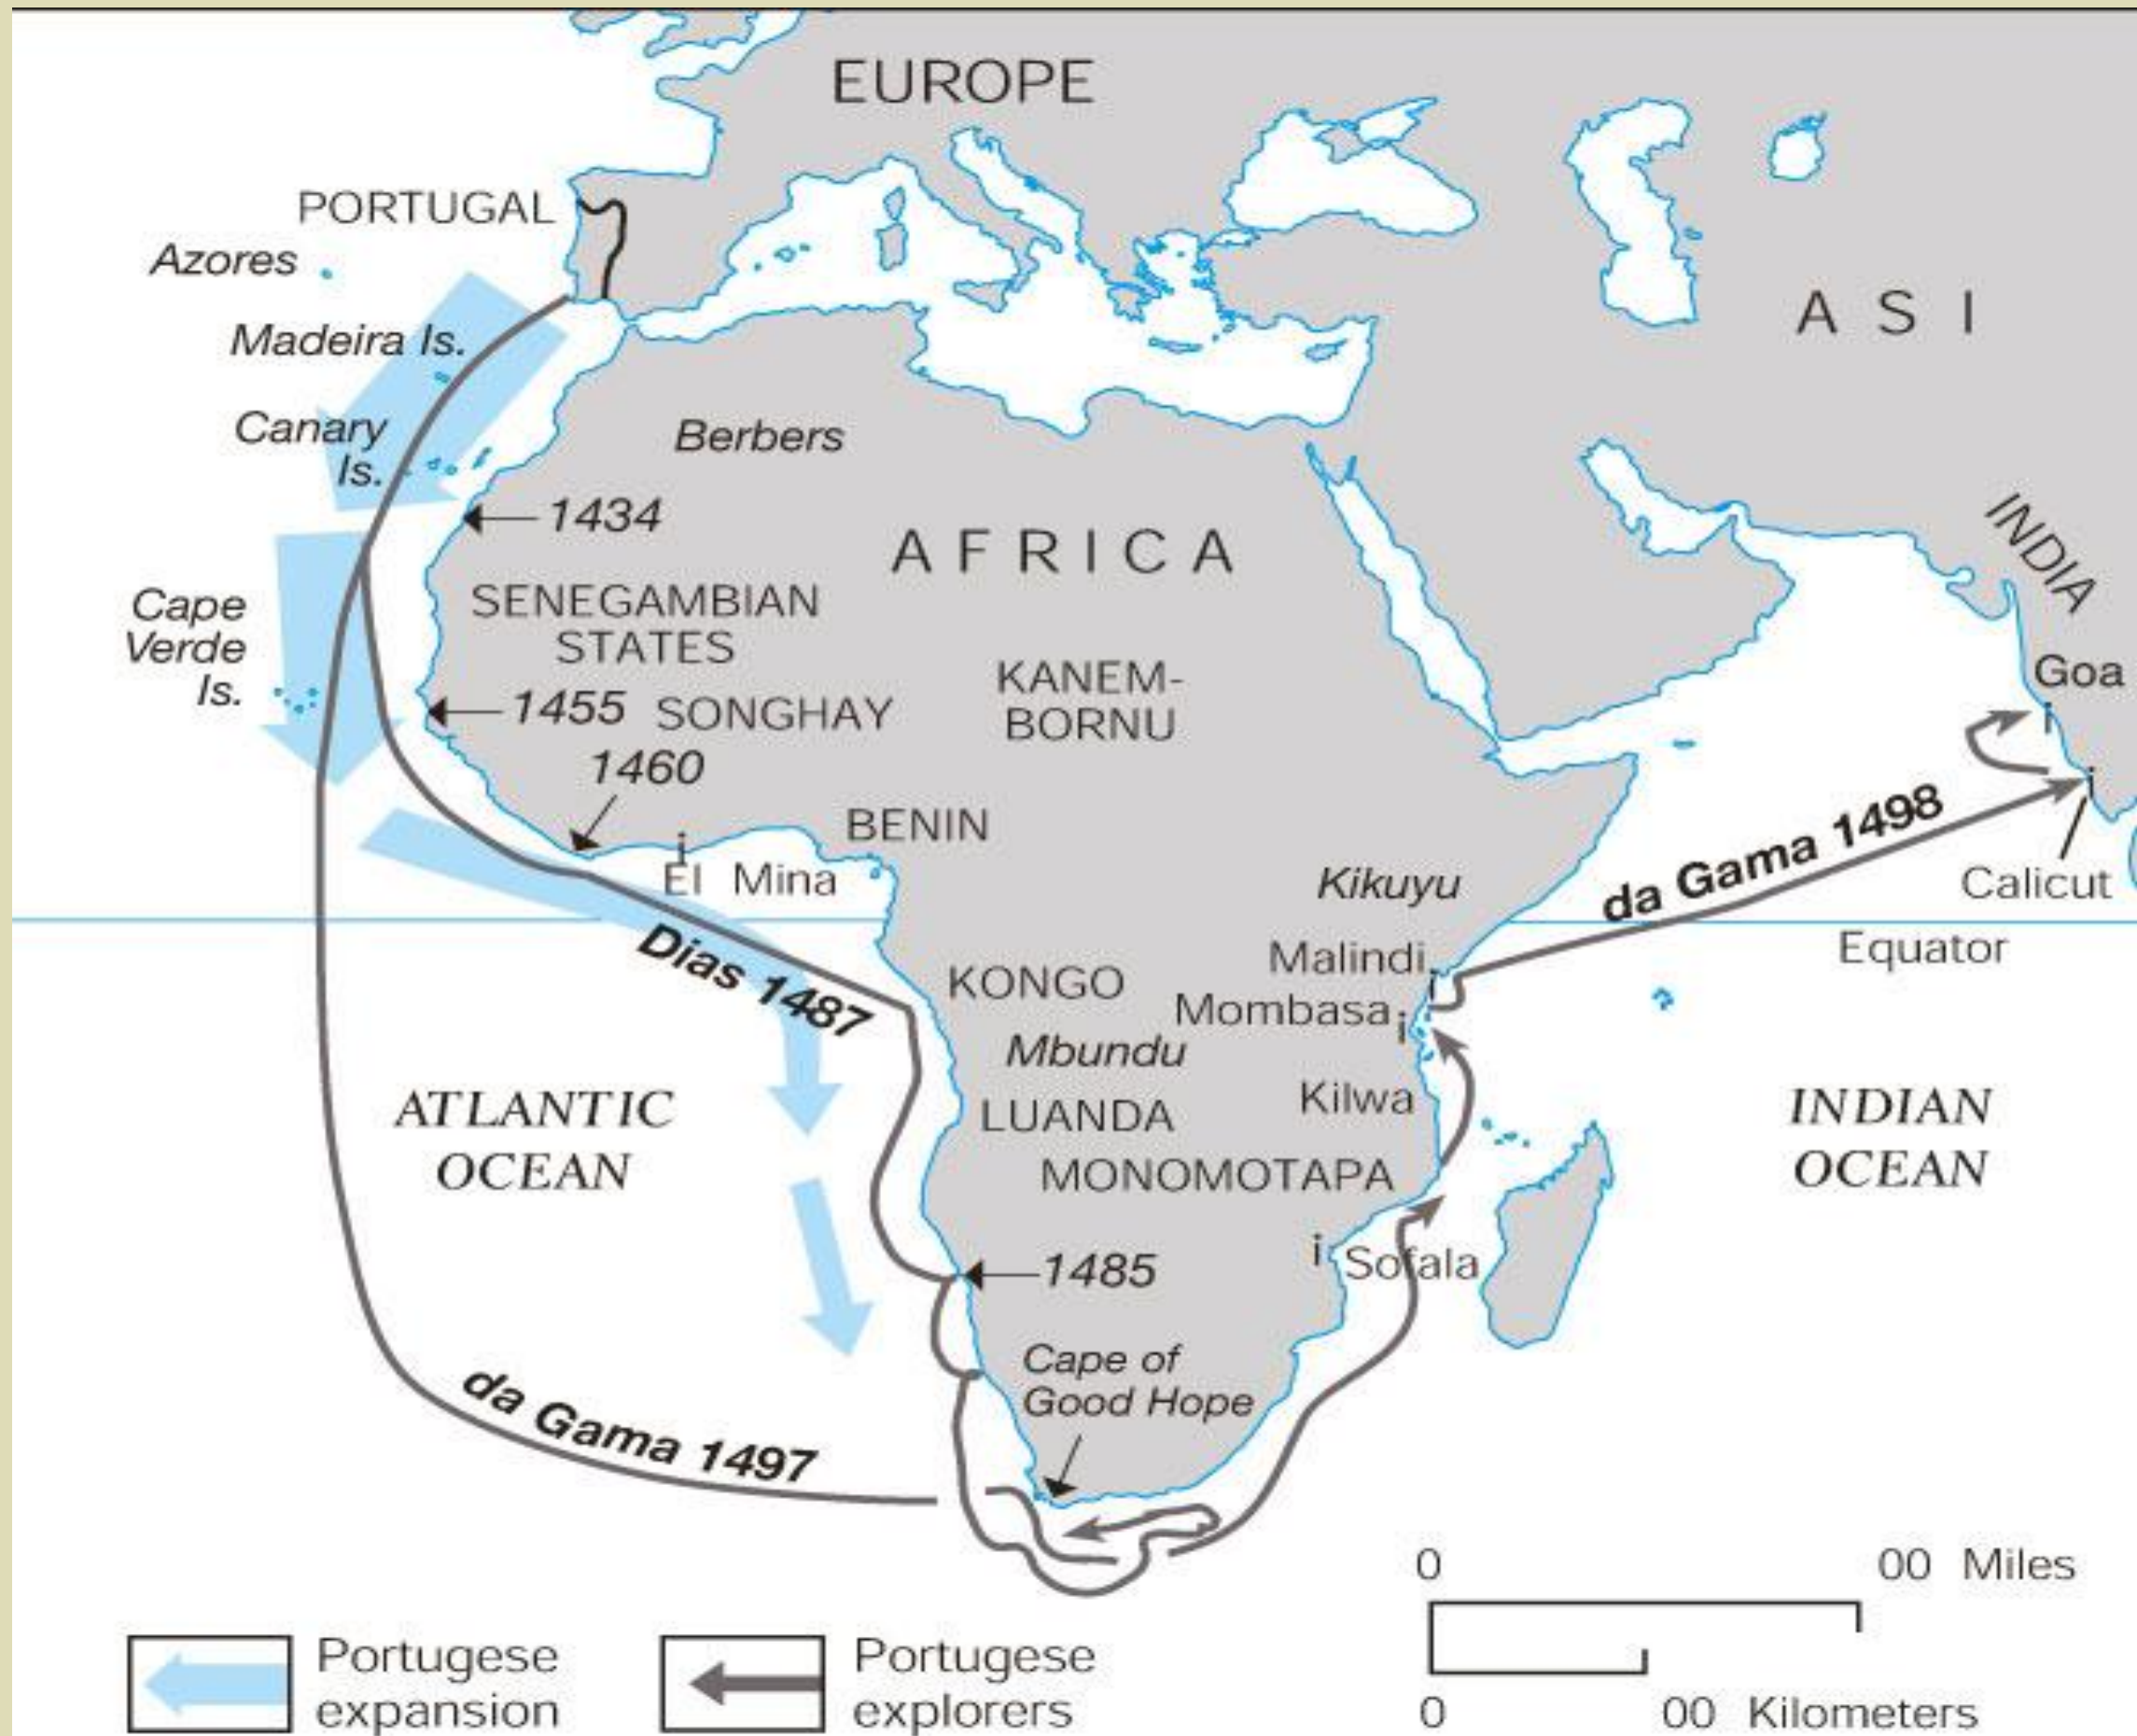 EUROPE
PORTUGAL
Azores
ASI
Madeira Is.
Canary
Is.
Berbers
1434
AFRICA
INDIA
Cape
Verde
Is.
SENEGAMBIAN
STATES
KANEM-
BORNU
Goa
1455
SONGHAY
1460
BENIN
da Gama 1498
El Mina
Kikuyu
Calicut
Dias 1487
Equator
Malindi
KONGO
Mombasa
Mbundu
Kilwa
ATLANTIC
OCEAN
LUANDA
INDIAN
OCEAN
MONOMOTAPA
1485
Sofala
Cape of
Good Hope
da Gama 1497
0 00 Miles
0 00 Kilometers
Portugese
expansion
Portugese
explorers